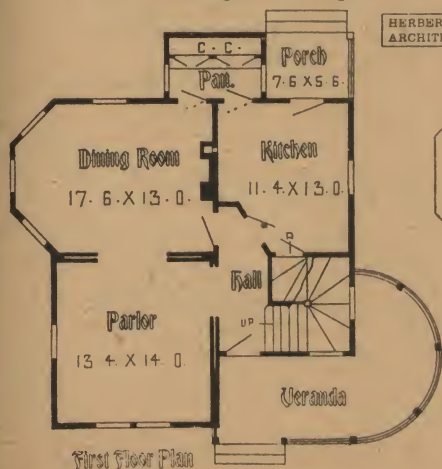 HERBER
ARCHITE
C. C.
Porch
7.6 X 5.6.
Pan.
Dining Room
17. 6. X 13. 0.
Kitchen
11. 4. X 13. 0.
Hall
UP
Parlor
13 4. X 14 0.
Veranda
First Floor Plan